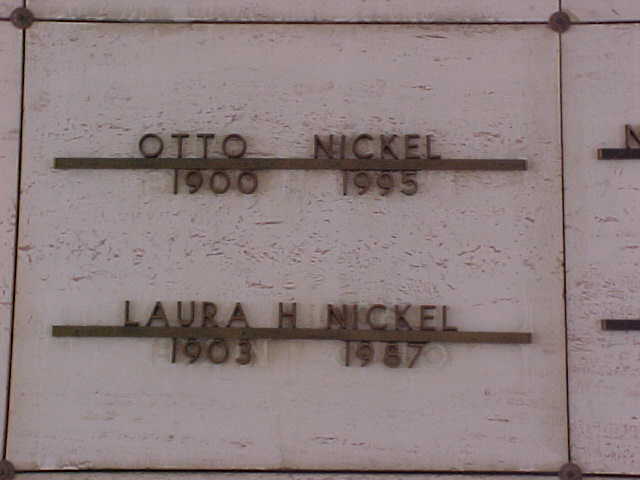 OTTO NICKEL
1900 1995
LAURA H NICKEL
1903 1987